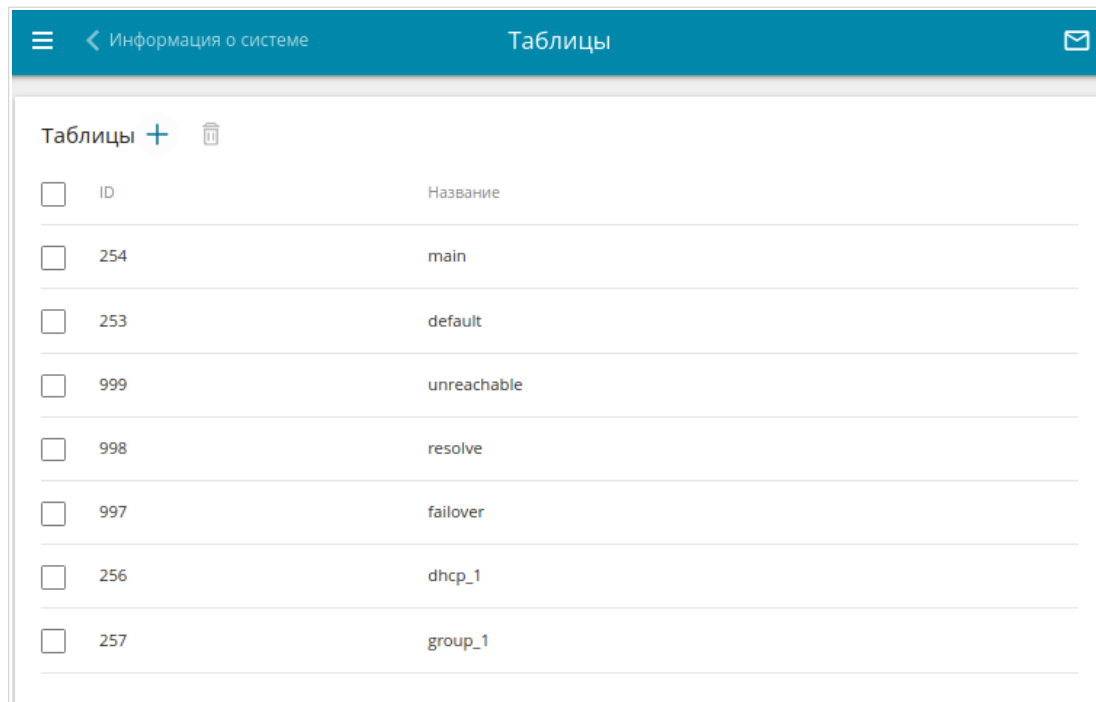 Информация о системе Таблицы
Таблицы
ID Название
254 main
253 default
999 unreachable
998 resolve
997 failover
256 dhcp_1
257 group_1